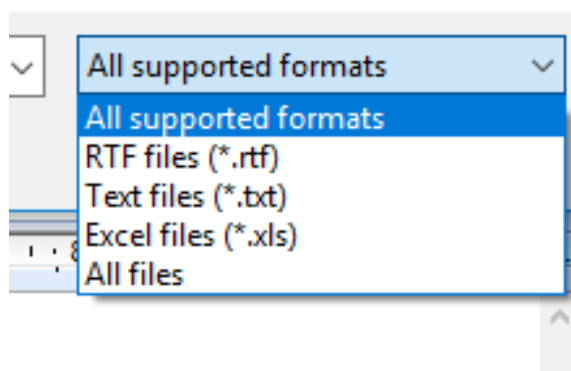 All supported formats
All supported formats
RTF files (*.rtf)
Text files (*.txt)
Excel files (*.xls)
All files